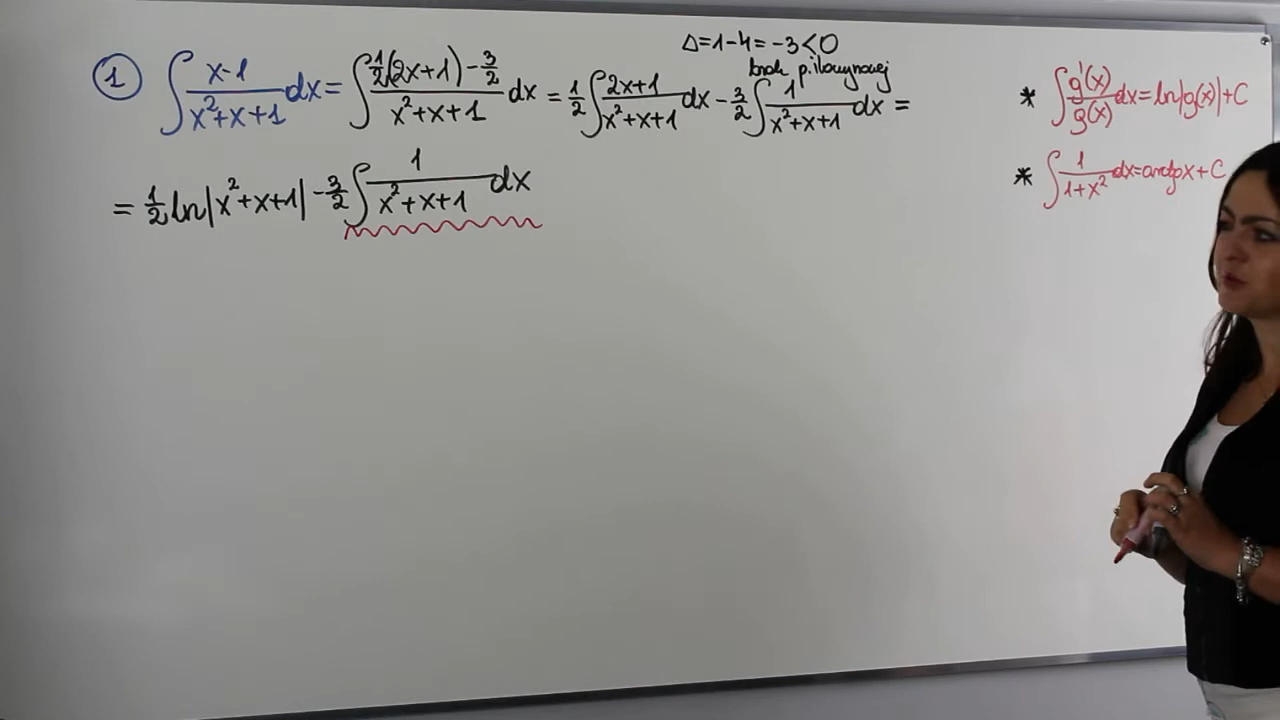 Δ=1-4=-3<0
brak p. ilorazowej
① ∫ (x-1)/(x²+x+1) dx = ∫ (½(2x+1) - 3/2)/(x²+x+1) dx = ½ ∫ (2x+1)/(x²+x+1) dx - 3/2 ∫ 1/(x²+x+1) dx =
= ½ ln|x²+x+1| - 3/2 ∫ 1/(x²+x+1) dx
* ∫ g'(x)/g(x) dx = ln|g(x)| + C
* ∫ 1/(1+x²) dx = arctgx + C